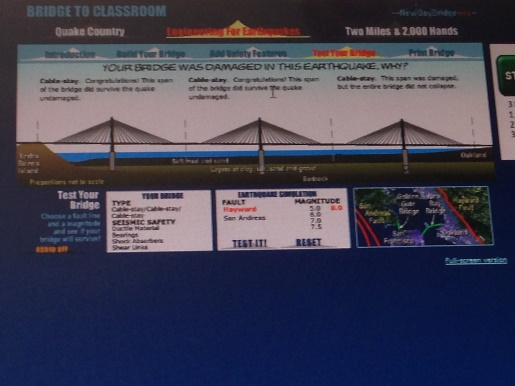 BRIDGE TO CLASSROOM
Quake Country
Engineering For Earthquakes
Two Miles & 2,000 Hands
Introduction
Build Your Bridge
Add Safety Features
Test Your Bridge
Print Bridge
YOUR BRIDGE WAS DAMAGED IN THIS EARTHQUAKE, WHY?
Cable-stay. Congratulations! This span
of the bridge did survive the quake
undamaged.
Cable-stay. Congratulations! This span
of the bridge did survive the quake
undamaged.
Cable-stay. This span was damaged,
but the entire bridge did not collapse.
Yerba
Buena
Island
Soft mud and sand
Layers of clay, silt, sand and gravel
Bedrock
Oakland
Proportions not to scale
Test Your
Bridge
Choose a fault line
and a magnitude
and see if your
bridge will survive!
AUDIO OFF
YOUR BRIDGE
TYPE
Cable-stay/Cable-stay/
Cable-stay
SEISMIC SAFETY
Ductile Material
Bearings
Shock Absorbers
Shear Links
EARTHQUAKE SIMULATION
FAULT
MAGNITUDE
Hayward
5.0 8.0
San Andreas
6.0
7.0
7.5
TEST IT!
RESET
San
Andreas
Fault
Golden
Gate
Bridge
Bay
Bridge
Hayward
Fault
San
Francisco
Oakland
Full-screen version
ST